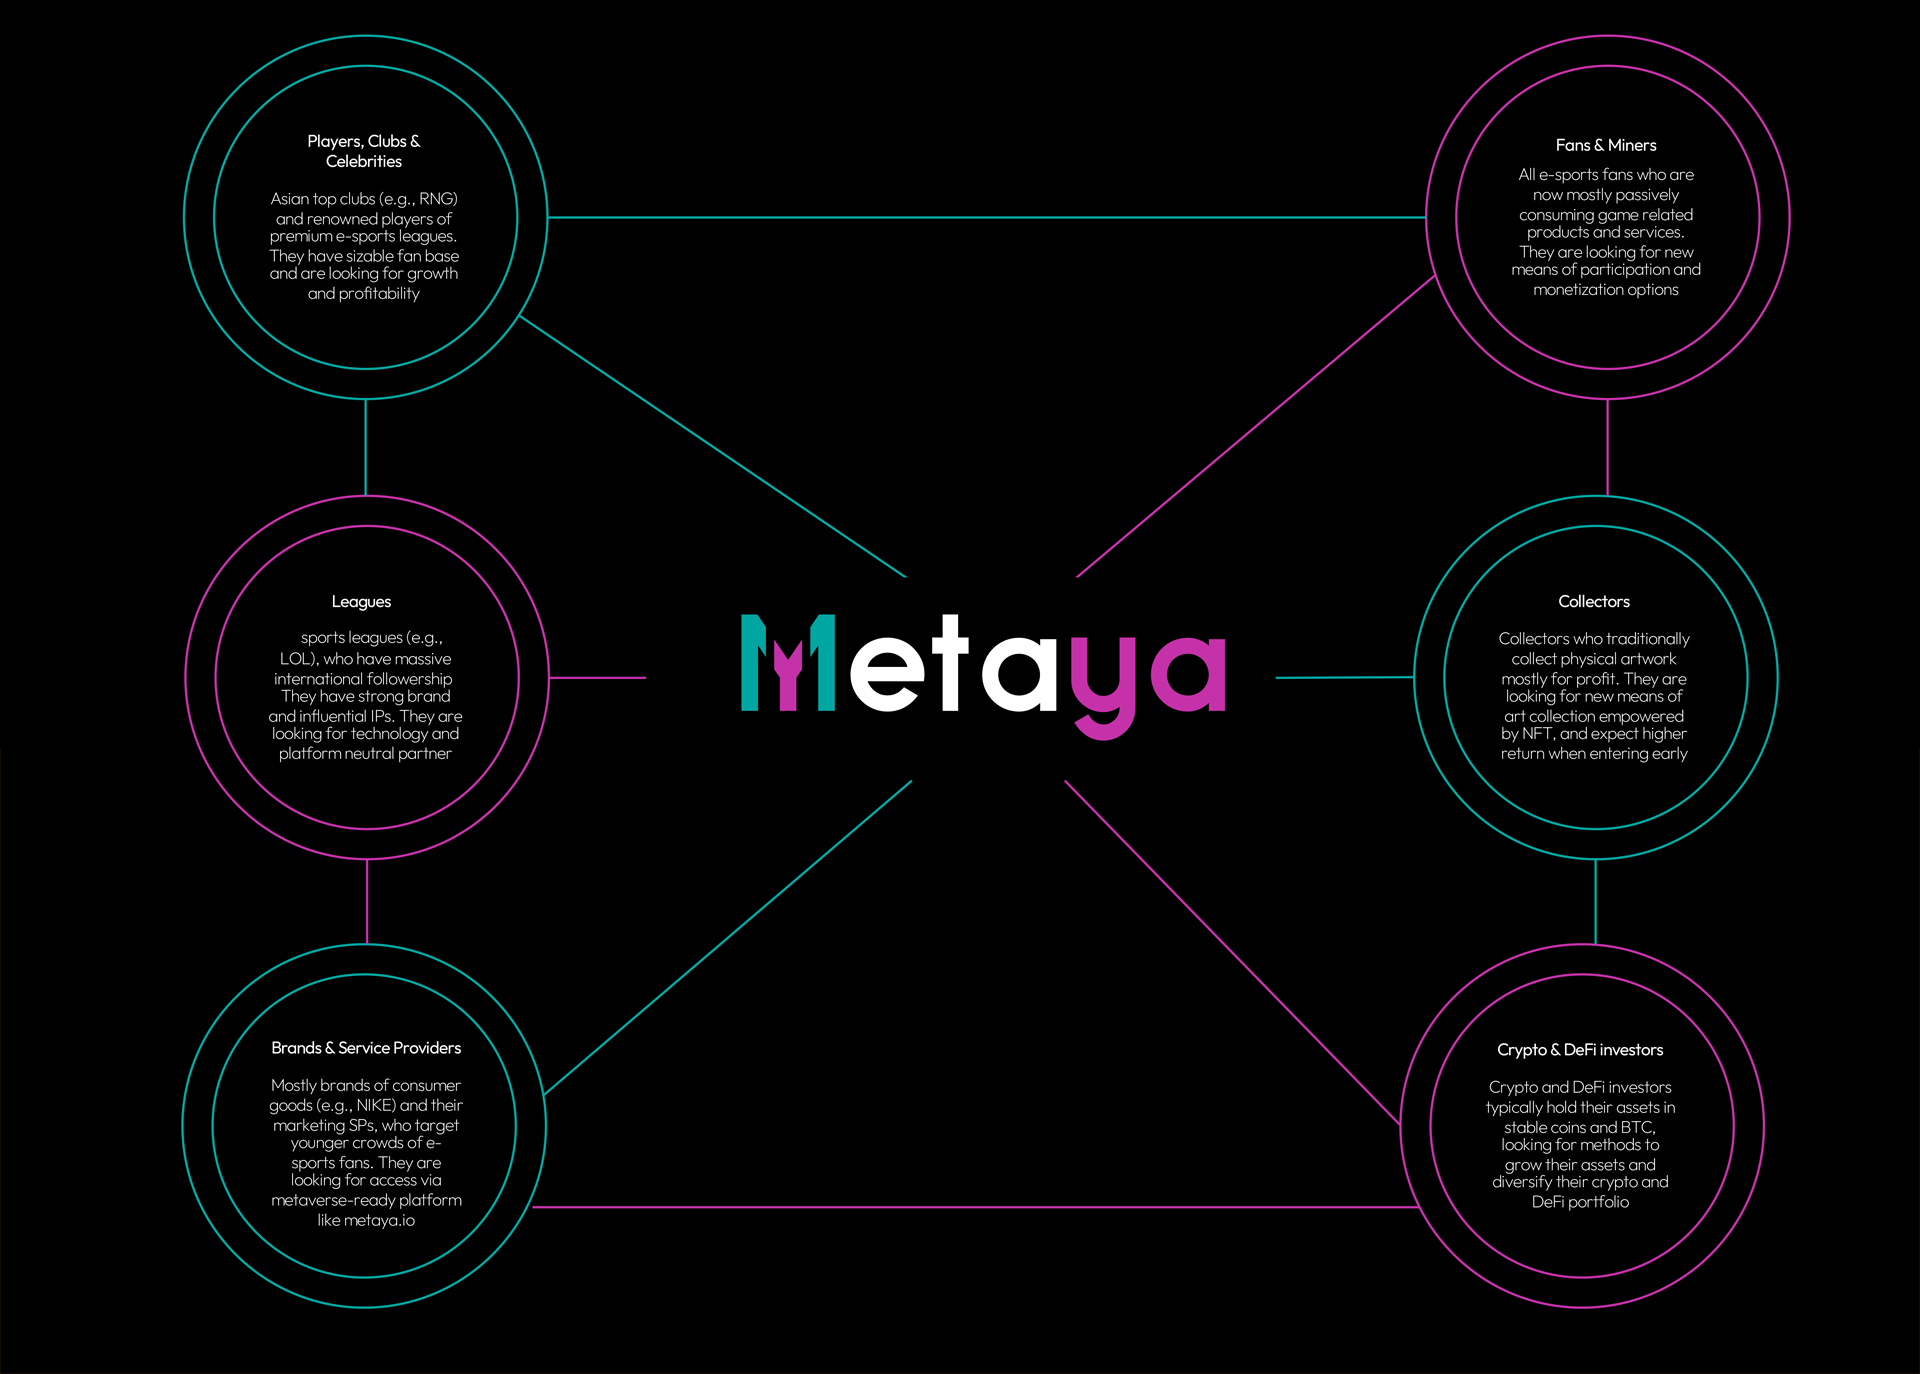 Players, Clubs &
Celebrities
Asian top clubs (e.g., RNG)
and renowned players of
premium e-sports leagues.
They have sizable fan base
and are looking for growth
and profitability
Fans & Miners
All e-sports fans who are
now mostly passively
consuming game related
products and services.
They are looking for new
means of participation and
monetization options
Leagues
sports leagues (e.g.,
LOL), who have massive
international followership
They have strong brand
and influential IPs. They are
looking for technology and
platform neutral partner
Metaya
Collectors
Collectors who traditionally
collect physical artwork
mostly for profit. They are
looking for new means of
art collection empowered
by NFT, and expect higher
return when entering early
Brands & Service Providers
Mostly brands of consumer
goods (e.g., NIKE) and their
marketing SPs, who target
younger crowds of e-
sports fans. They are
looking for access via
metaverse-ready platform
like metaya.io
Crypto & DeFi investors
Crypto and DeFi investors
typically hold their assets in
stable coins and BTC,
looking for methods to
grow their assets and
diversify their crypto and
DeFi portfolio